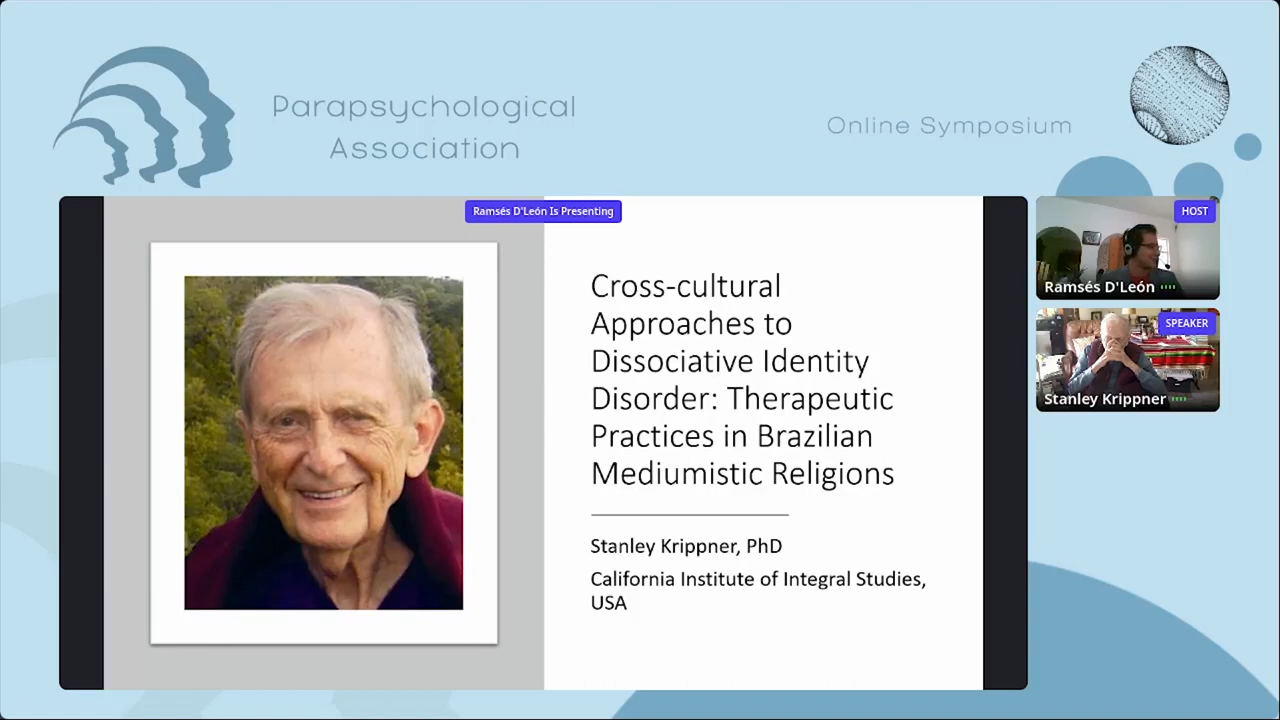 Parapsychological
Association
Online Symposium
Ramsés D'León Is Presenting
Cross-cultural
Approaches to
Dissociative Identity
Disorder: Therapeutic
Practices in Brazilian
Mediumistic Religions
Stanley Krippner, PhD
California Institute of Integral Studies,
USA
HOST
Ramsés D'León
SPEAKER
Stanley Krippner